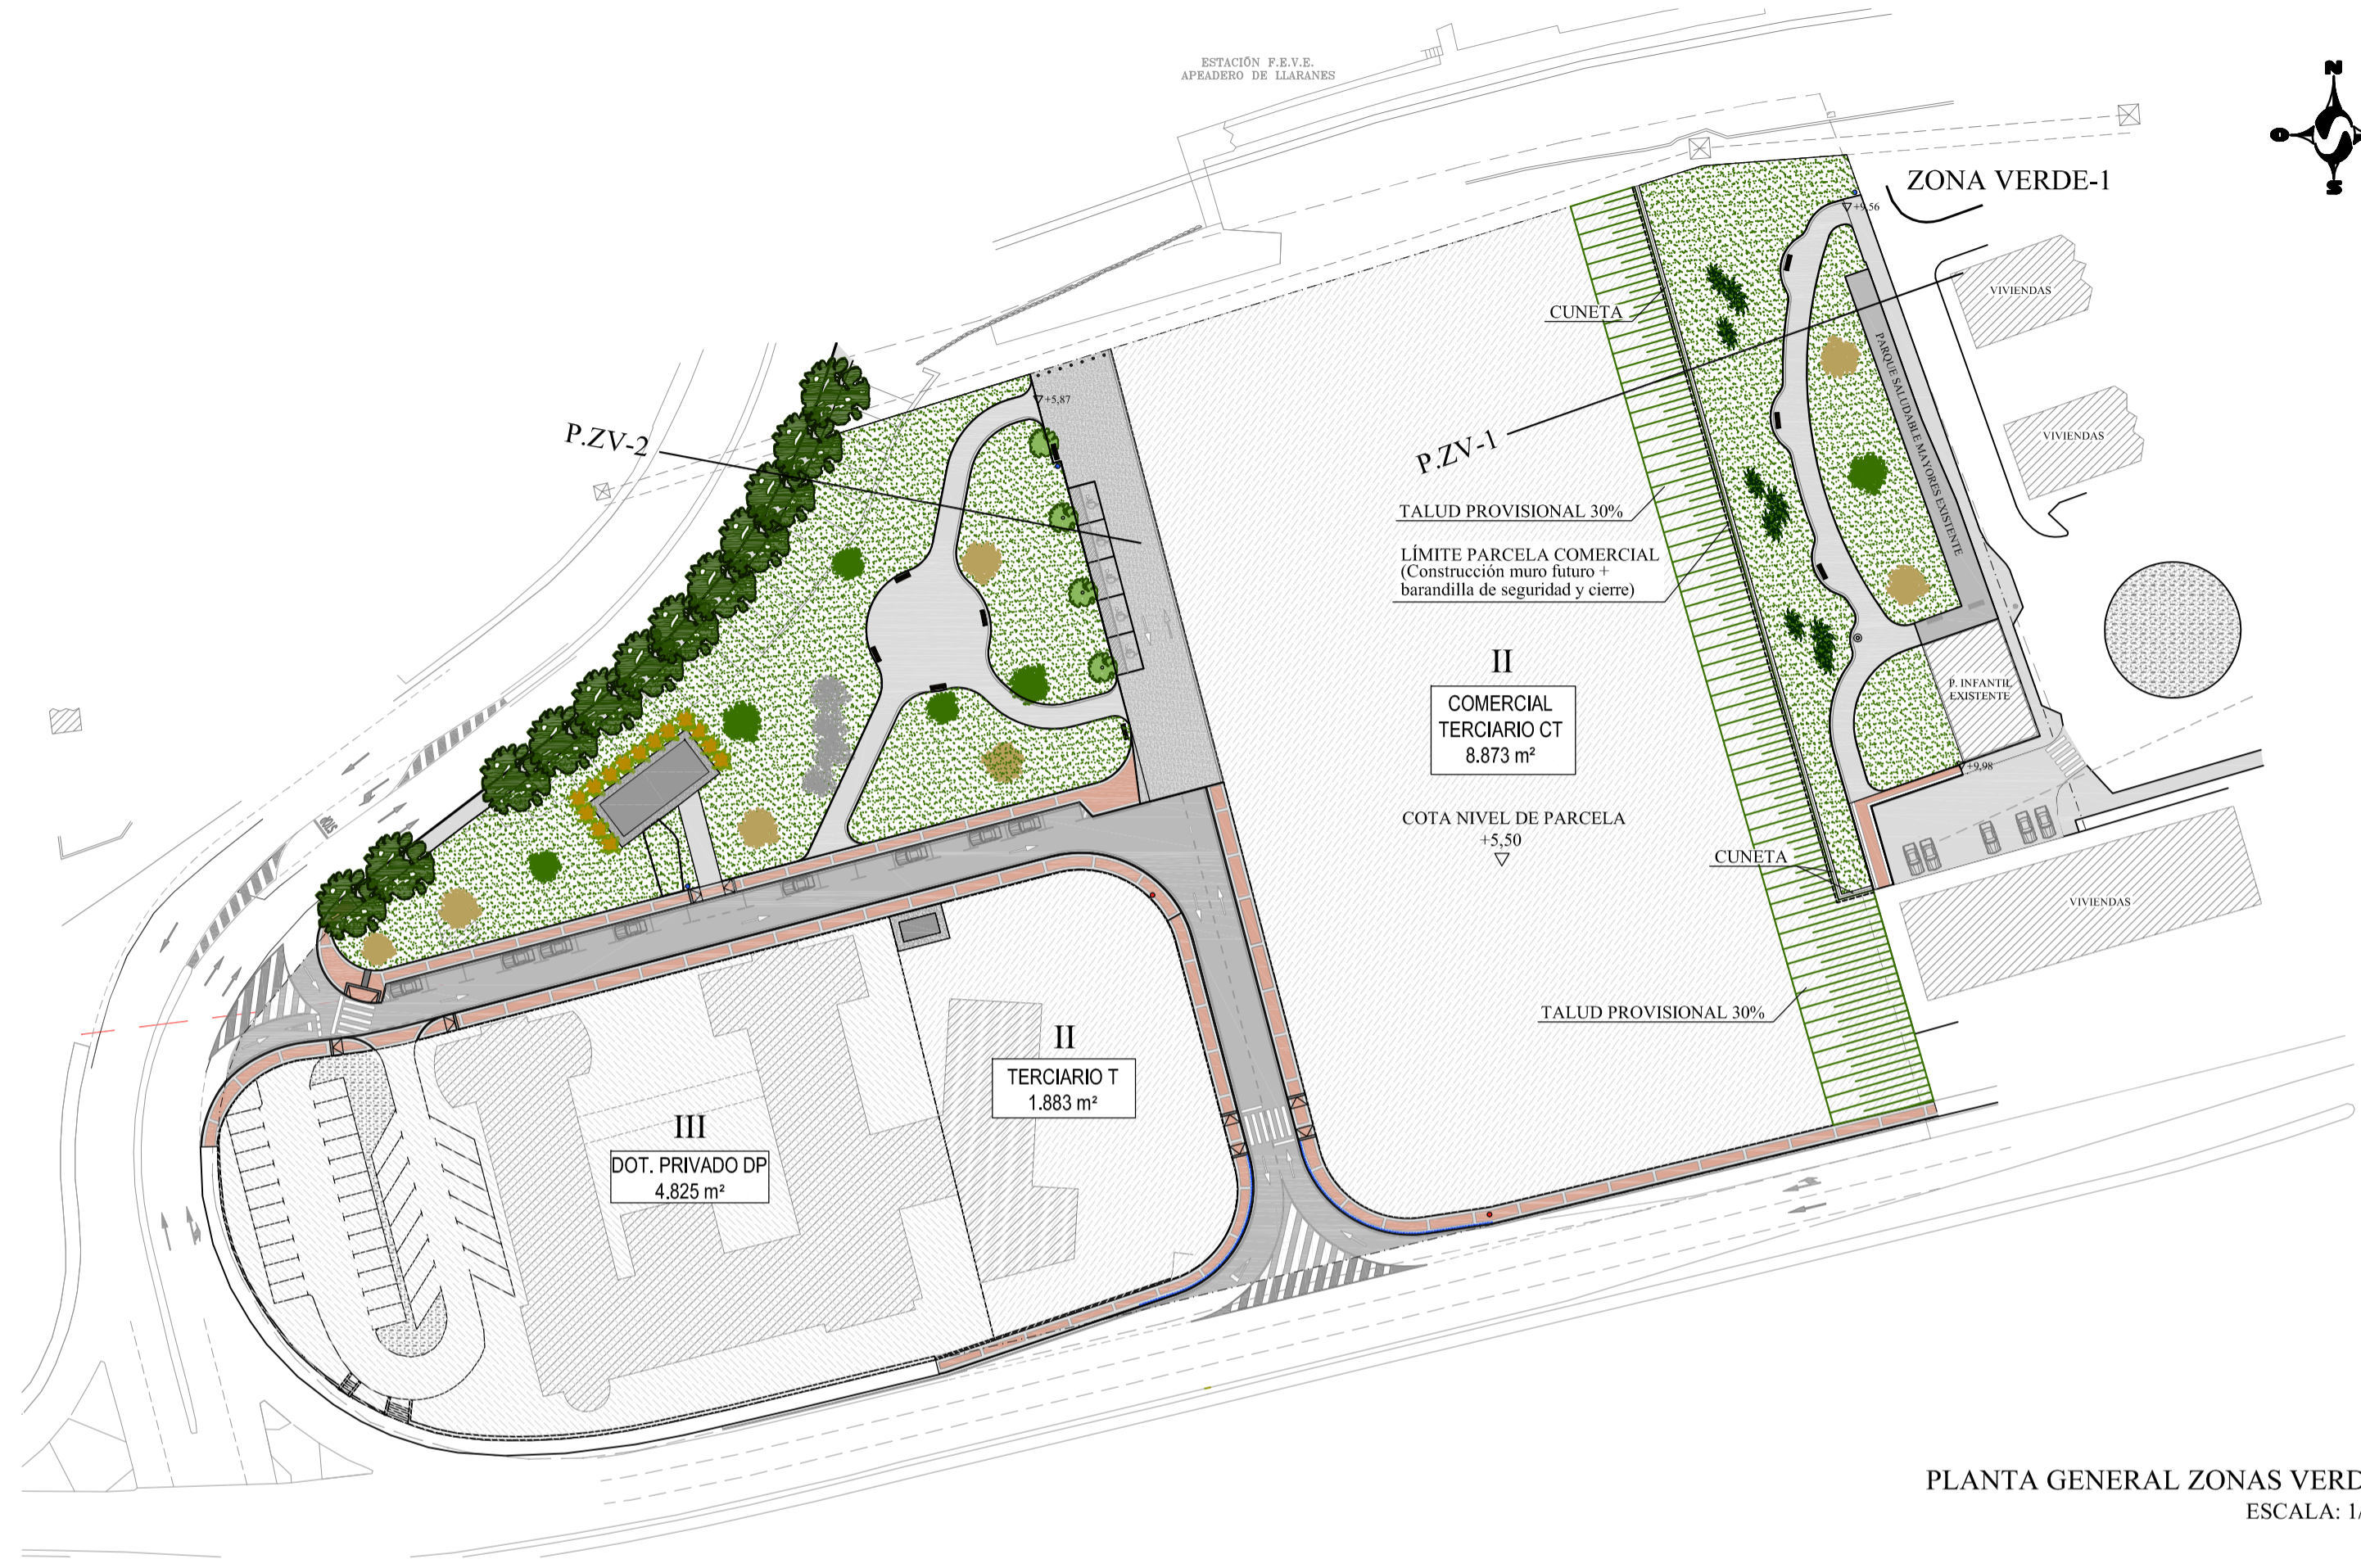 ESTACIÓN F.E.V.E.
APEADERO DE LLARANES
N
O
S
ZONA VERDE-1
+9,56
VIVIENDAS
CUNETA
PARQUE SALUDABLE MAYORES EXISTENTE
+5,87
P.ZV-2
P.ZV-1
VIVIENDAS
TALUD PROVISIONAL 30%
LÍMITE PARCELA COMERCIAL
(Construcción muro futuro +
barandilla de seguridad y cierre)
II
COMERCIAL
TERCIARIO CT
8.873 m²
P. INFANTIL
EXISTENTE
+9,98
COTA NIVEL DE PARCELA
+5,50
STOP
CUNETA
VIVIENDAS
TALUD PROVISIONAL 30%
II
TERCIARIO T
1.883 m²
III
DOT. PRIVADO DP
4.825 m²
PLANTA GENERAL ZONAS VERD
ESCALA: 1/